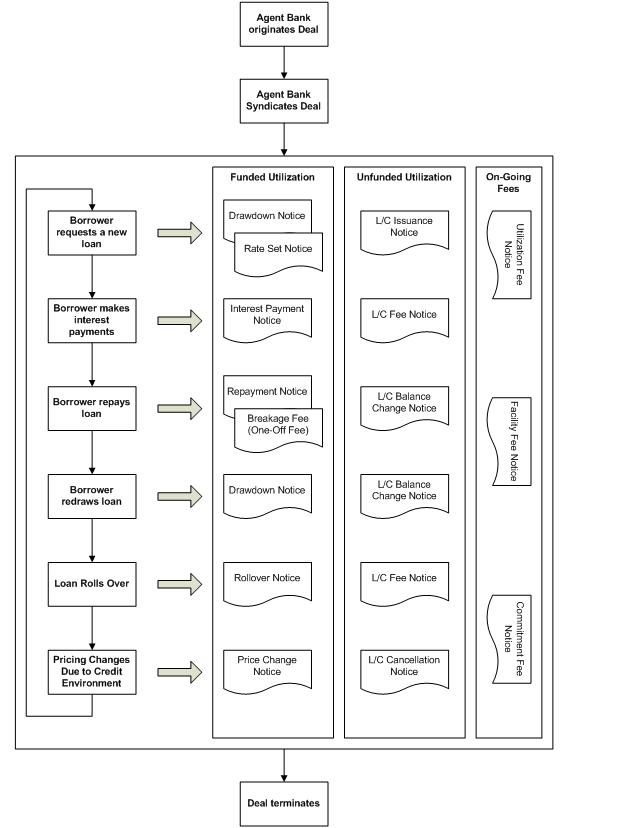 Agent Bank
originates Deal
Agent Bank
Syndicates Deal
Funded Utilization
Unfunded Utilization
On-Going
Fees
Borrower
requests a new
loan
Drawdown Notice
Rate Set Notice
L/C Issuance
Notice
Utilization Fee
Notice
Borrower makes
interest
payments
Interest Payment
Notice
L/C Fee Notice
Borrower repays
loan
Repayment Notice
Breakage Fee
(One-Off Fee)
L/C Balance
Change Notice
Facility Fee Notice
Borrower
redraws loan
Drawdown Notice
L/C Balance
Change Notice
Loan Rolls Over
Rollover Notice
L/C Fee Notice
Commitment Fee
Notice
Pricing Changes
Due to Credit
Environment
Price Change
Notice
L/C Cancellation
Notice
Deal terminates